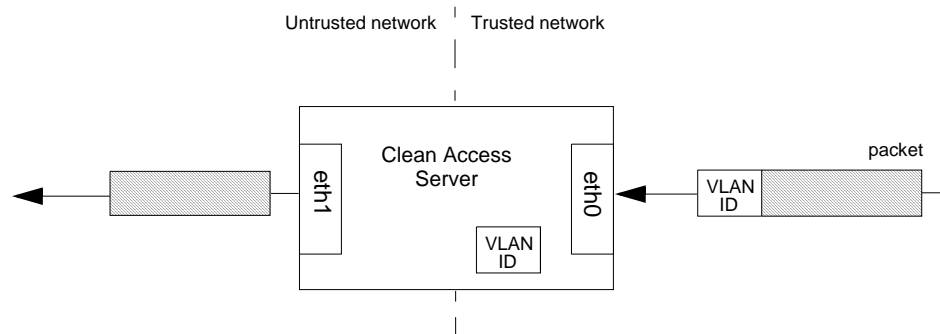 Untrusted network
Trusted network
Clean Access
Server
packet
eth1
eth0
VLAN
ID
VLAN
ID